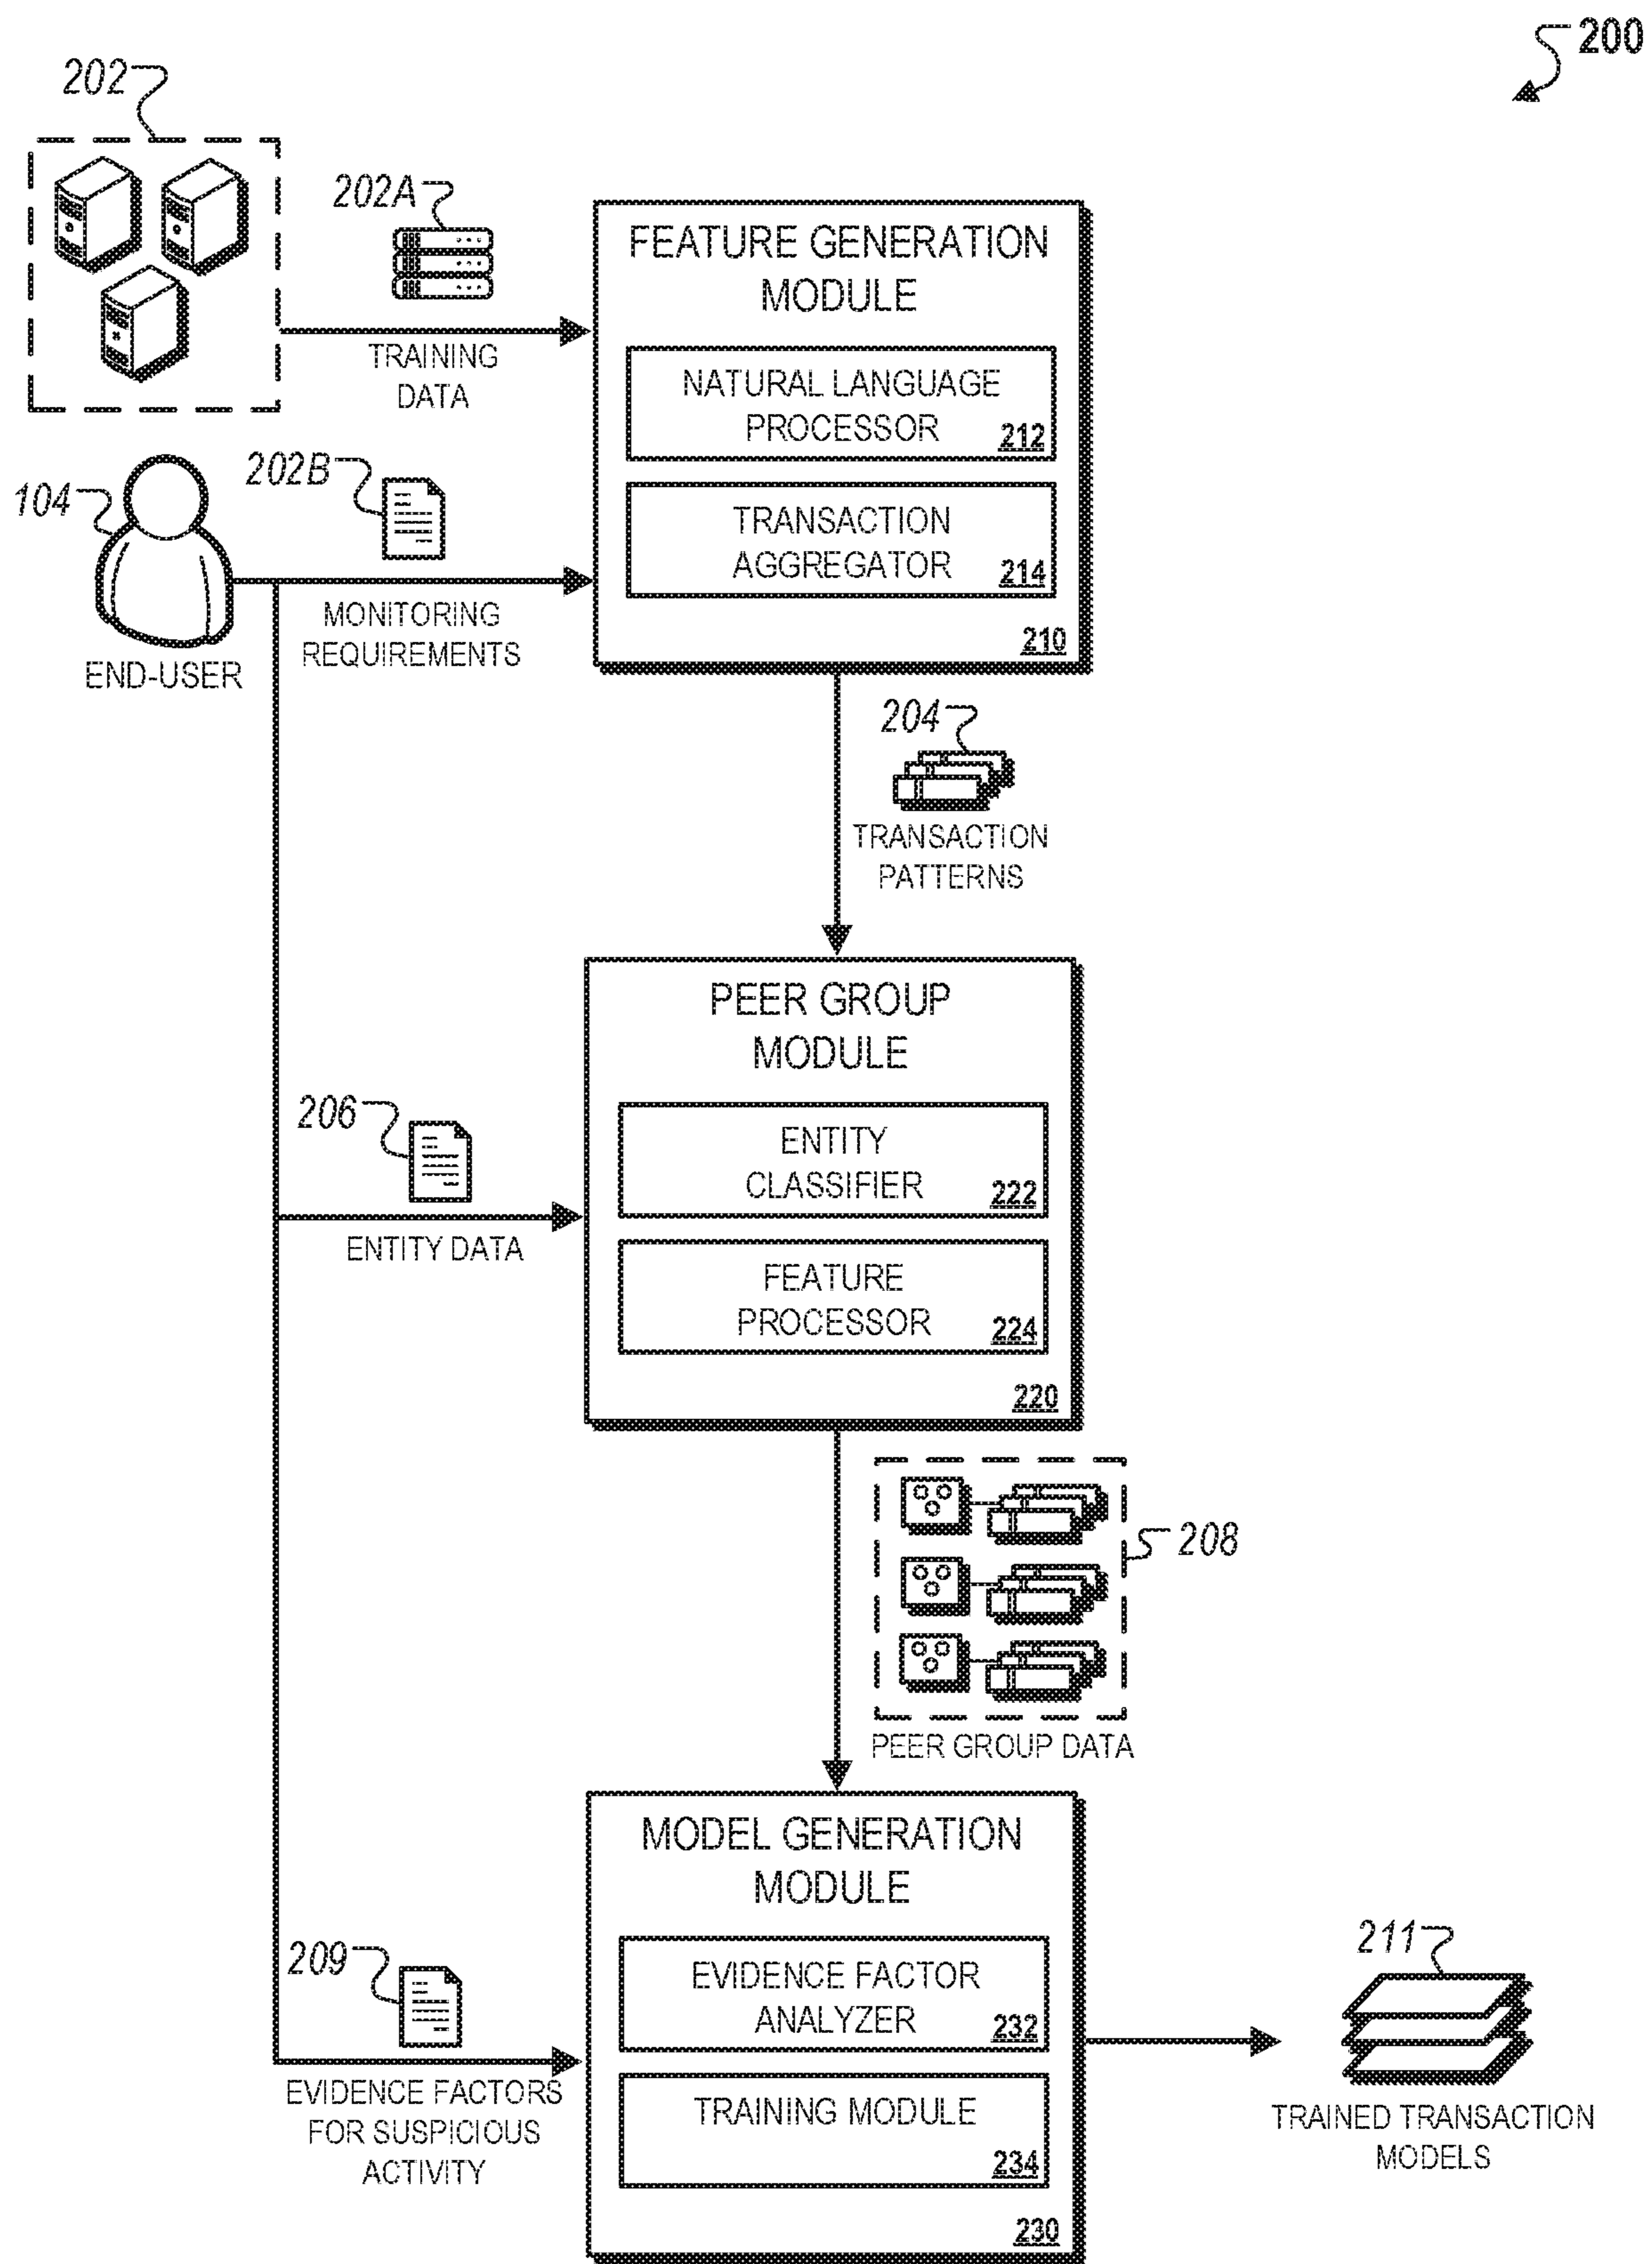 200
202
202A
FEATURE GENERATION
MODULE
TRAINING
DATA
NATURAL LANGUAGE
PROCESSOR 212
202B
104
TRANSACTION
AGGREGATOR 214
MONITORING
REQUIREMENTS
210
END-USER
204
TRANSACTION
PATTERNS
PEER GROUP
MODULE
206
ENTITY
CLASSIFIER 222
ENTITY DATA
FEATURE
PROCESSOR 224
220
208
PEER GROUP DATA
MODEL GENERATION
MODULE
209
EVIDENCE FACTOR
ANALYZER 232
211
EVIDENCE FACTORS
FOR SUSPICIOUS
ACTIVITY
TRAINING MODULE
234
TRAINED TRANSACTION
MODELS
230